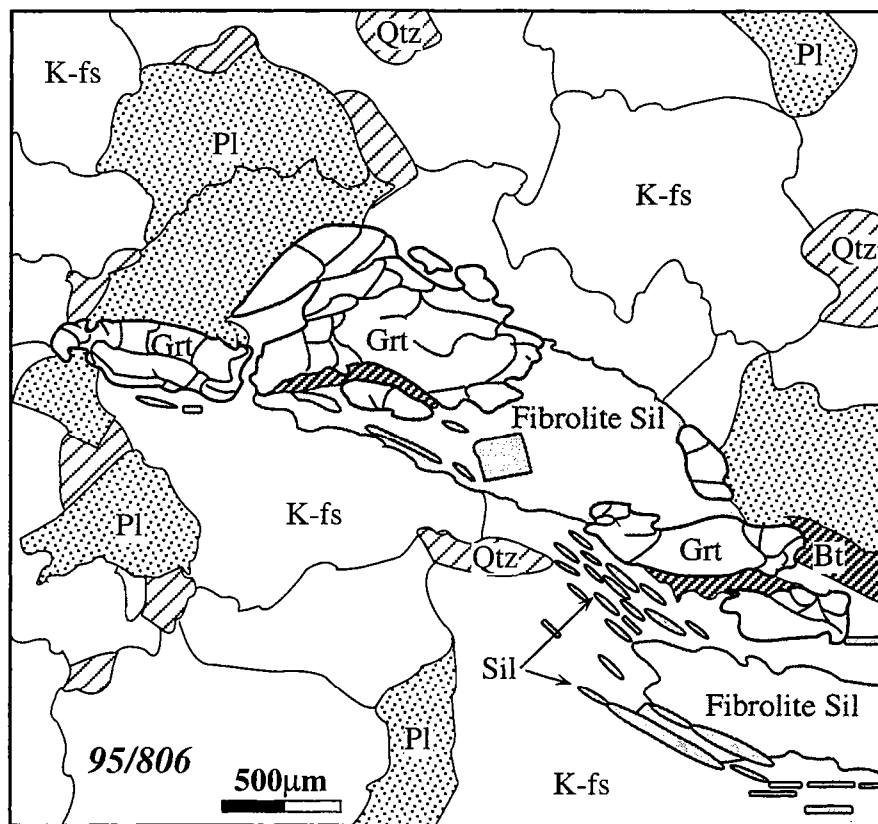 Qtz
Pl
K-fs
Pl
K-fs
Qtz
Grt
Grt
Fibrolite Sil
K-fs
Pl
Qtz
Grt
Bt
Sil
Fibrolite Sil
Pl
95/806
500μm
K-fs